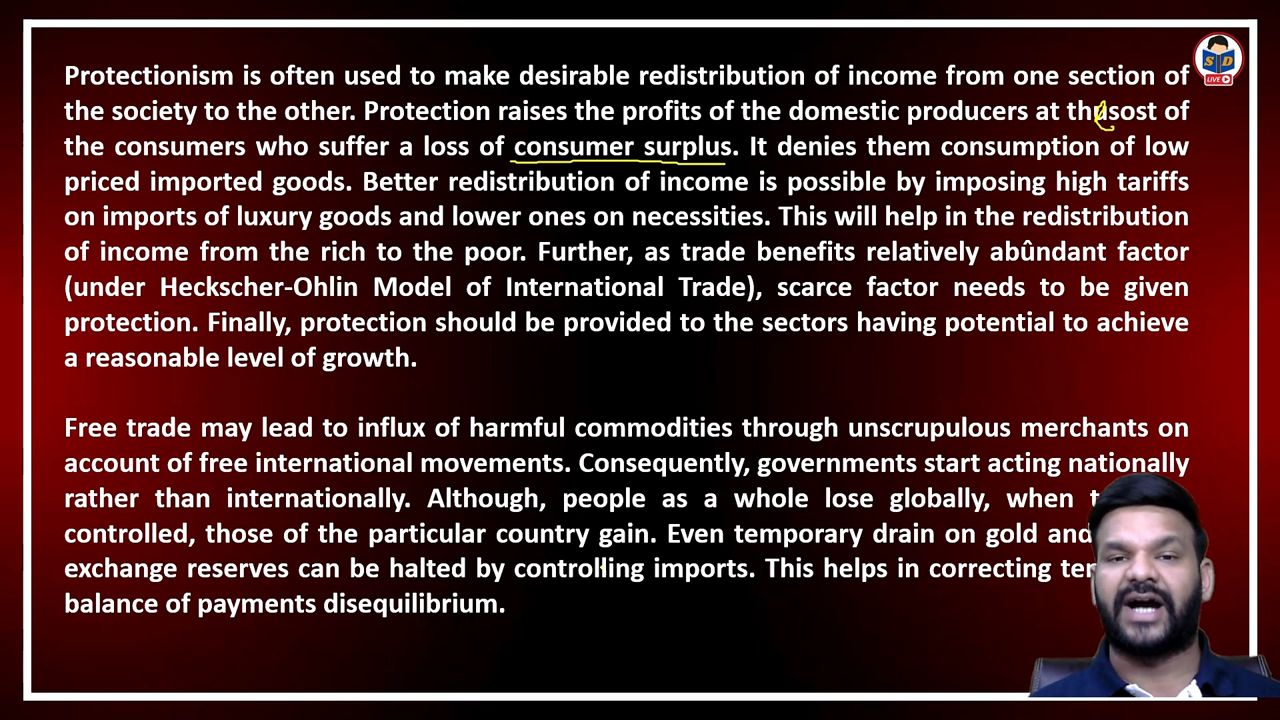 Protectionism is often used to make desirable redistribution of income from one section of
the society to the other. Protection raises the profits of the domestic producers at the sost of
the consumers who suffer a loss of consumer surplus. It denies them consumption of low
priced imported goods. Better redistribution of income is possible by imposing high tariffs
on imports of luxury goods and lower ones on necessities. This will help in the redistribution
of income from the rich to the poor. Further, as trade benefits relatively abûndant factor
(under Heckscher-Ohlin Model of International Trade), scarce factor needs to be given
protection. Finally, protection should be provided to the sectors having potential to achieve
a reasonable level of growth.
Free trade may lead to influx of harmful commodities through unscrupulous merchants on
account of free international movements. Consequently, governments start acting nationally
rather than internationally. Although, people as a whole lose globally, when
controlled, those of the particular country gain. Even temporary drain on gold and
exchange reserves can be halted by controlling imports. This helps in correcting
balance of payments disequilibrium.
S D
LIVE